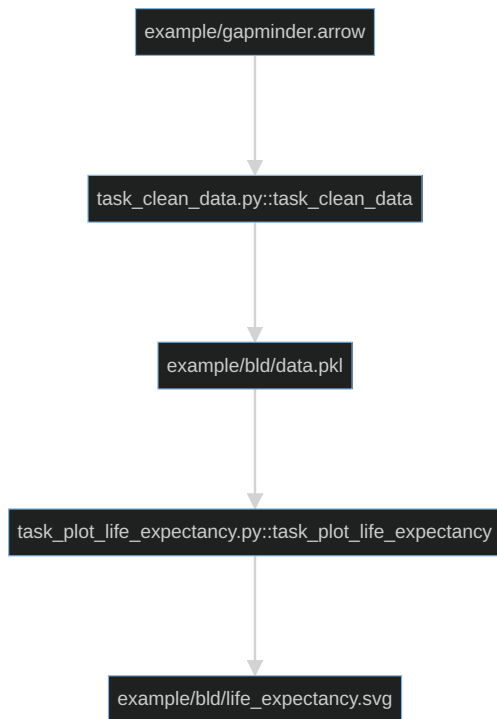 example/gapminder.arrow
task_clean_data.py::task_clean_data
example/bld/data.pkl
task_plot_life_expectancy.py::task_plot_life_expectancy
example/bld/life_expectancy.svg